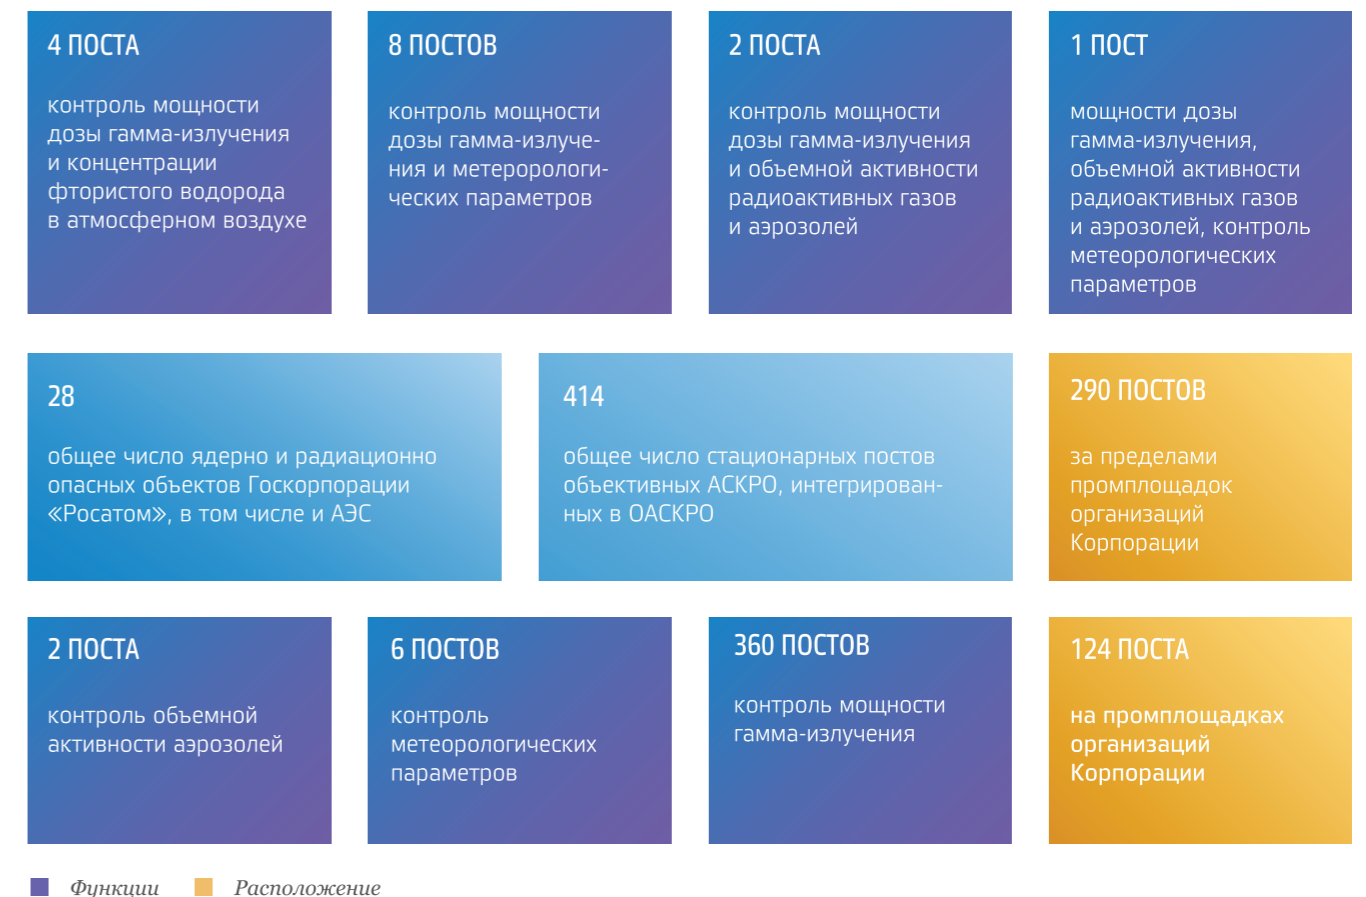 4 ПОСТА
контроль мощности
дозы гамма-излучения
и концентрации
фтористого водорода
в атмосферном воздухе
8 ПОСТОВ
контроль мощности
дозы гамма-излуче-
ния и метерорологи-
ческих параметров
2 ПОСТА
контроль мощности
дозы гамма-излучения
и объемной активности
радиоактивных газов
и аэрозолей
1 ПОСТ
мощности дозы
гамма-излучения,
объемной активности
радиоактивных газов
и аэрозолей, контроль
метеорологических
параметров
28
общее число ядерно и радиационно
опасных объектов Госкорпорации
«Росатом», в том числе и АЭС
414
общее число стационарных постов
объективных АСКРО, интегрирован-
ных в ОАСКРО
290 ПОСТОВ
за пределами
промплощадок
организаций
Корпорации
2 ПОСТА
контроль объемной
активности аэрозолей
6 ПОСТОВ
контроль
метеорологических
параметров
360 ПОСТОВ
контроль мощности
гамма-излучения
124 ПОСТА
на промплощадках
организаций
Корпорации
Функции
Расположение